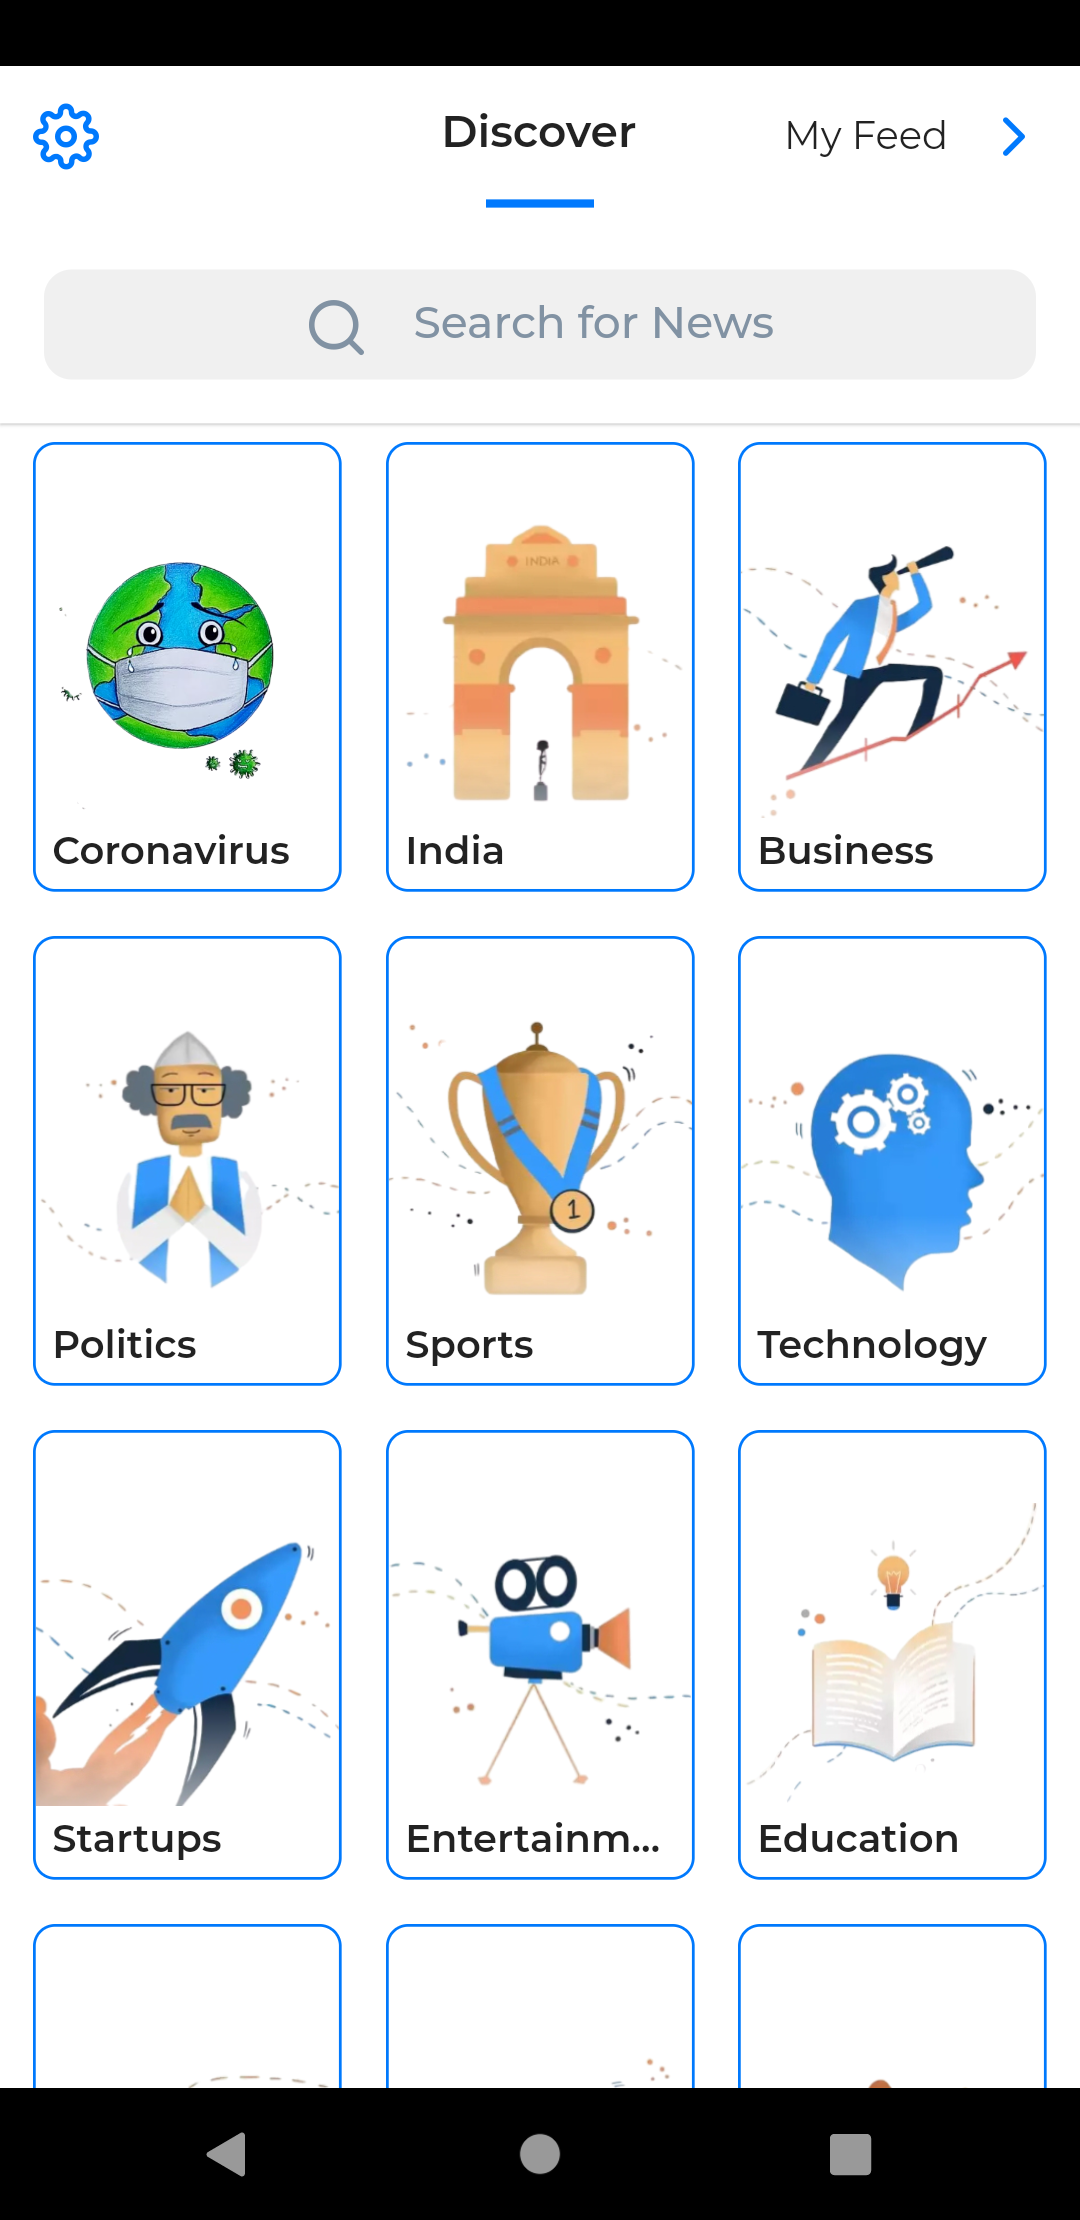 Discover
My Feed
Search for News
INDIA
Coronavirus
India
Business
1
Politics
Sports
Technology
Startups
Entertainm...
Education